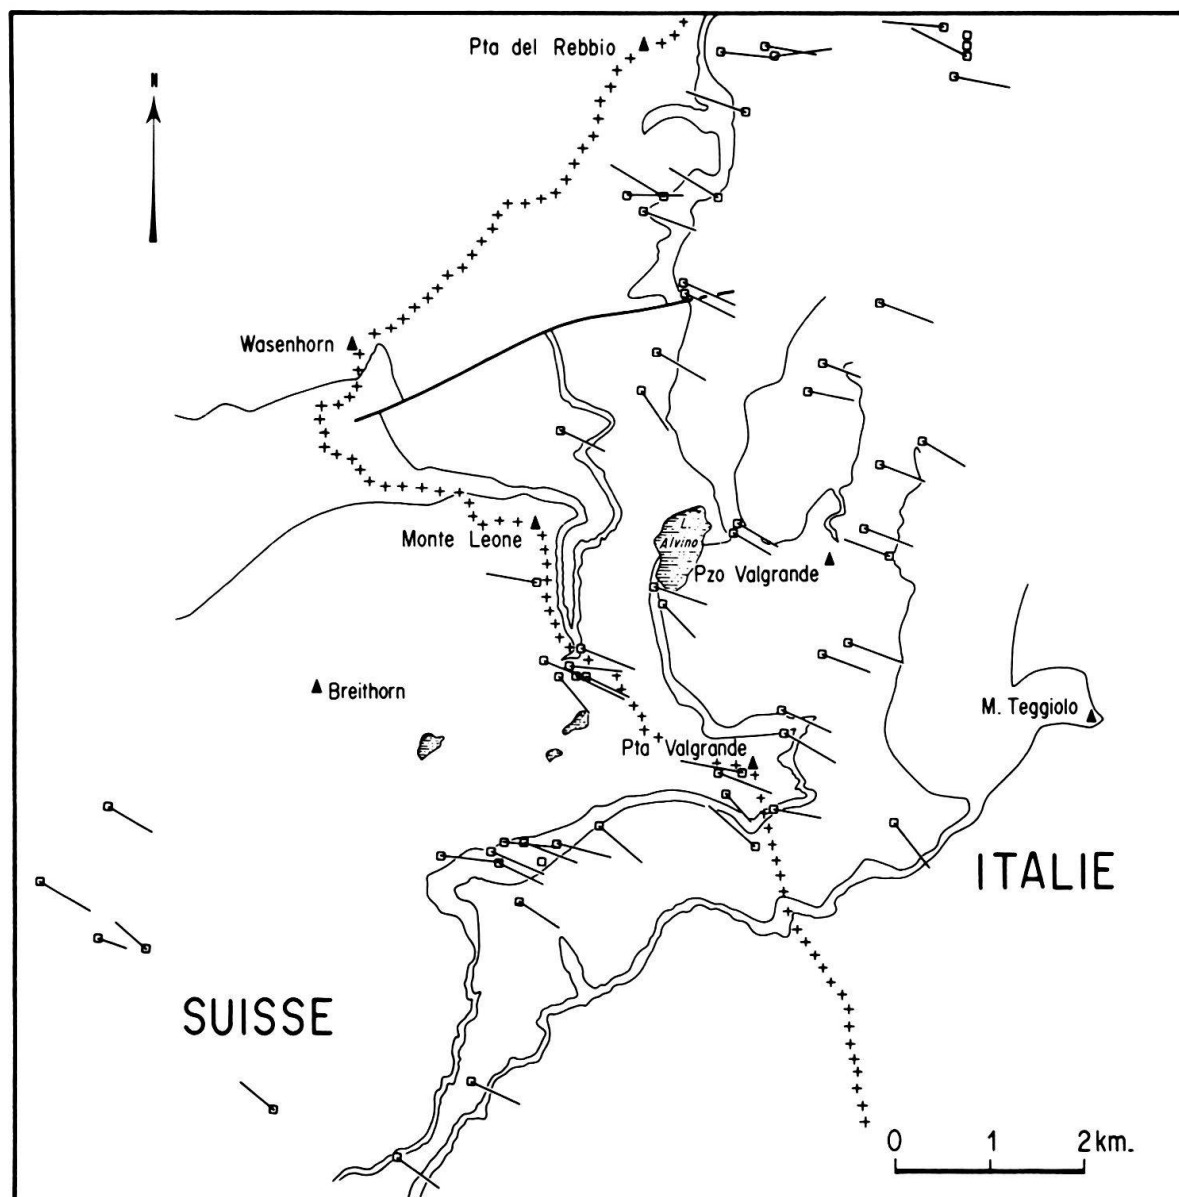 Pta del Rebbio
N
Wasenhorn
Monte Leone
L.
Alvino
Pzo Valgrande
Breithorn
M. Teggiolo
Pta Valgrande
ITALIE
SUISSE
0 1 2 km.